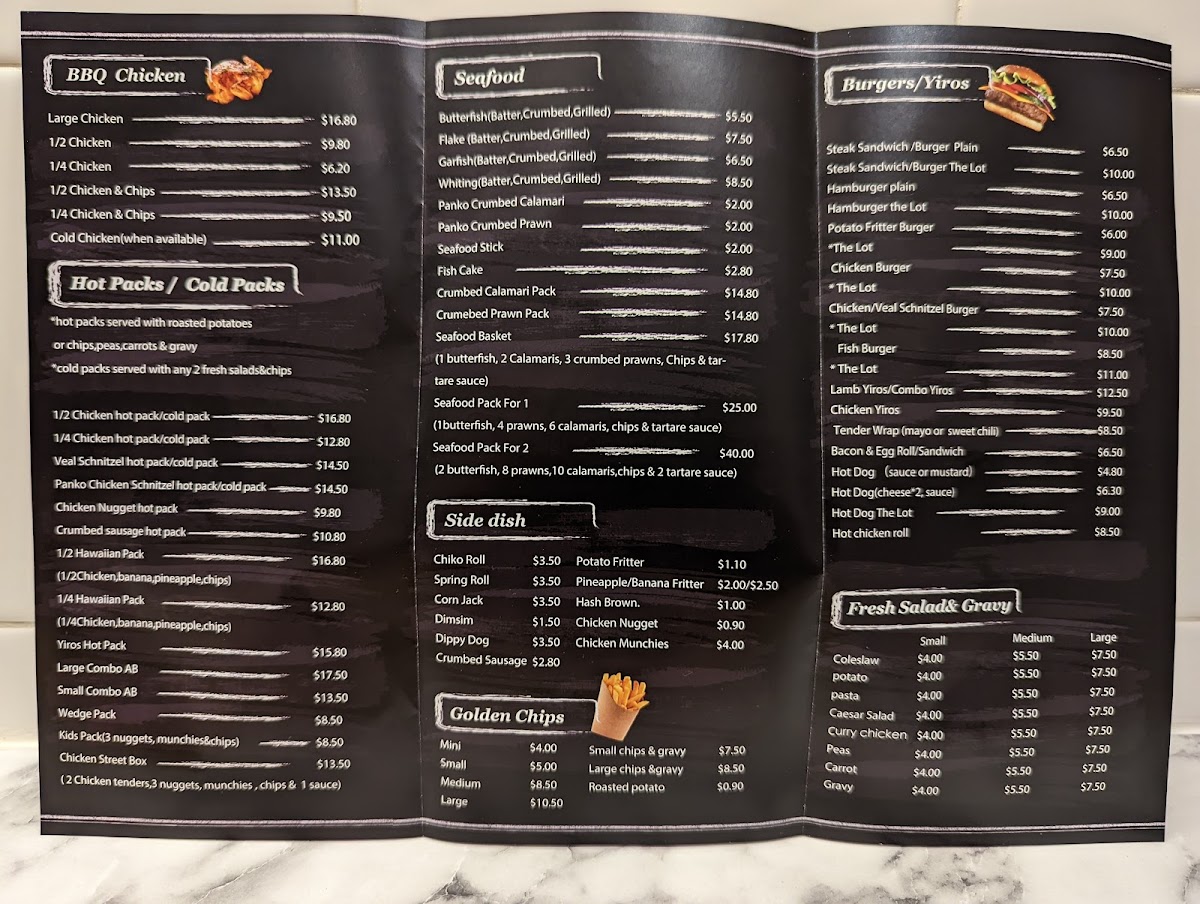 BBQ Chicken
Large Chicken $16.80
1/2 Chicken $9.80
1/4 Chicken $6.20
1/2 Chicken & Chips $13.50
1/4 Chicken & Chips $9.50
Cold Chicken(when available) $11.00
Hot Packs / Cold Packs
*hot packs served with roasted potatoes
or chips,peas,carrots & gravy
*cold packs served with any 2 fresh salads&chips
1/2 Chicken hot pack/cold pack $16.80
1/4 Chicken hot pack/cold pack $12.80
Veal Schnitzel hot pack/cold pack $14.50
Panko Chicken Schnitzel hot pack/cold pack $14.50
Chicken Nugget hot pack $9.80
Crumbed sausage hot pack $10.80
1/2 Hawaiian Pack $16.80
(1/2Chicken,banana,pineapple,chips)
1/4 Hawaiian Pack $12.80
(1/4Chicken,banana,pineapple,chips)
Yiros Hot Pack $15.80
Large Combo AB $17.50
Small Combo AB $13.50
Wedge Pack $8.50
Kids Pack(3 nuggets, munchies&chips) $8.50
Chicken Street Box $13.50
( 2 Chicken tenders,3 nuggets, munchies , chips & 1 sauce)
Seafood
Butterfish(Batter,Crumbed,Grilled) $5.50
Flake (Batter,Crumbed,Grilled) $7.50
Garfish(Batter,Crumbed,Grilled) $6.50
Whiting(Batter,Crumbed,Grilled) $8.50
Panko Crumbed Calamari $2.00
Panko Crumbed Prawn $2.00
Seafood Stick $2.00
Fish Cake $2.80
Crumbed Calamari Pack $14.80
Crumebed Prawn Pack $14.80
Seafood Basket $17.80
(1 butterfish, 2 Calamaris, 3 crumbed prawns, Chips & tar-
tare sauce)
Seafood Pack For 1 $25.00
(1butterfish, 4 prawns, 6 calamaris, chips & tartare sauce)
Seafood Pack For 2 $40.00
(2 butterfish, 8 prawns,10 calamaris,chips & 2 tartare sauce)
Side dish
Chiko Roll $3.50 Potato Fritter $1.10
Spring Roll $3.50 Pineapple/Banana Fritter $2.00/$2.50
Corn Jack $3.50 Hash Brown. $1.00
Dimsim $1.50 Chicken Nugget $0.90
Dippy Dog $3.50 Chicken Munchies $4.00
Crumbed Sausage $2.80
Golden Chips
Mini $4.00 Small chips & gravy $7.50
Small $5.00 Large chips &gravy $8.50
Medium $8.50 Roasted potato $0.90
Large $10.50
Burgers/Yiros
Steak Sandwich /Burger Plain $6.50
Steak Sandwich/Burger The Lot $10.00
Hamburger plain $6.50
Hamburger the Lot $10.00
Potato Fritter Burger $6.00
*The Lot $9.00
Chicken Burger $7.50
* The Lot $10.00
Chicken/Veal Schnitzel Burger $7.50
* The Lot $10.00
Fish Burger $8.50
* The Lot $11.00
Lamb Yiros/Combo Yiros $12.50
Chicken Yiros $9.50
Tender Wrap (mayo or sweet chili) $8.50
Bacon & Egg Roll/Sandwich $6.50
Hot Dog (sauce or mustard) $4.80
Hot Dog(cheese*2, sauce) $6.30
Hot Dog The Lot $9.00
Hot chicken roll $8.50
Fresh Salad& Gravy
Small Medium Large
Coleslaw $4.00 $5.50 $7.50
potato $4.00 $5.50 $7.50
pasta $4.00 $5.50 $7.50
Caesar Salad $4.00 $5.50 $7.50
Curry chicken $4.00 $5.50 $7.50
Peas $4.00 $5.50 $7.50
Carrot $4.00 $5.50 $7.50
Gravy $4.00 $5.50 $7.50